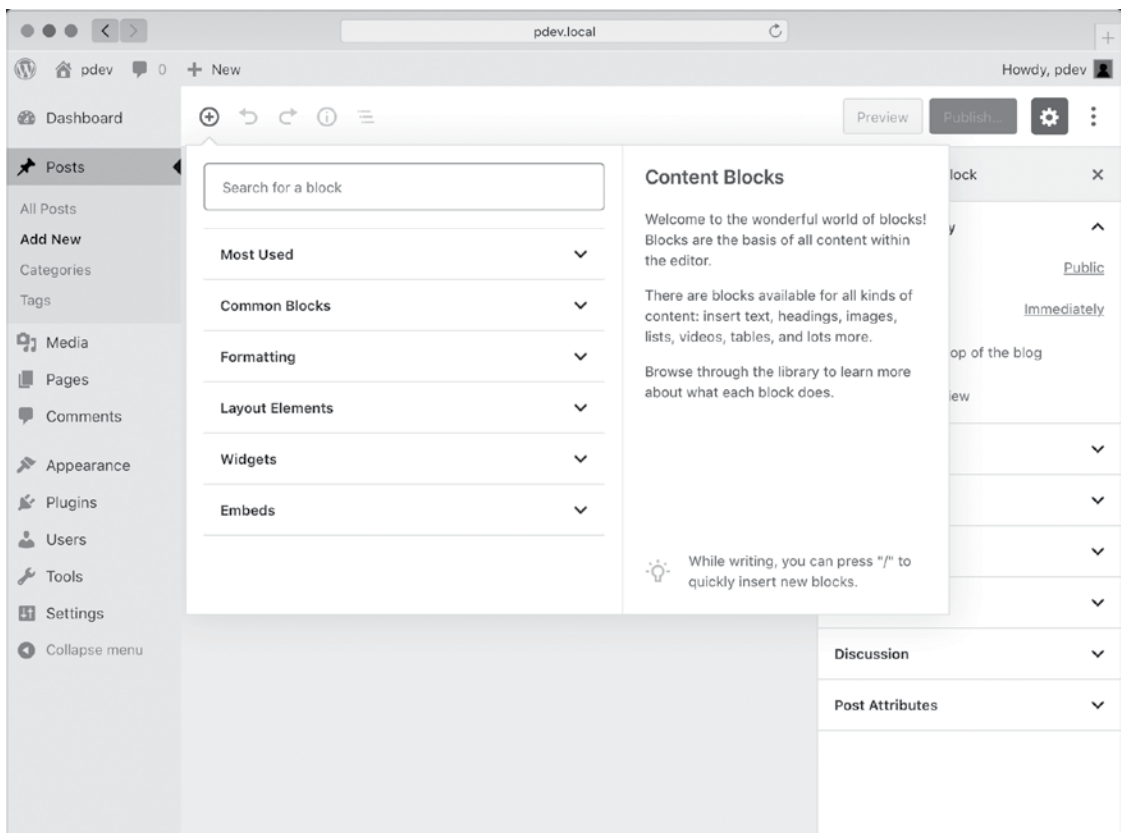 pdev.local
pdev 0 + New Howdy, pdev
Dashboard
Preview Publish...
Posts
All Posts
Add New
Categories
Tags
Media
Pages
Comments
Appearance
Plugins
Users
Tools
Settings
Collapse menu
Search for a block
Most Used
Common Blocks
Formatting
Layout Elements
Widgets
Embeds
Content Blocks
Welcome to the wonderful world of blocks!
Blocks are the basis of all content within
the editor.
There are blocks available for all kinds of
content: insert text, headings, images,
lists, videos, tables, and lots more.
Browse through the library to learn more
about what each block does.
While writing, you can press "/" to
quickly insert new blocks.
lock
y
Public
Immediately
op of the blog
iew
Discussion
Post Attributes